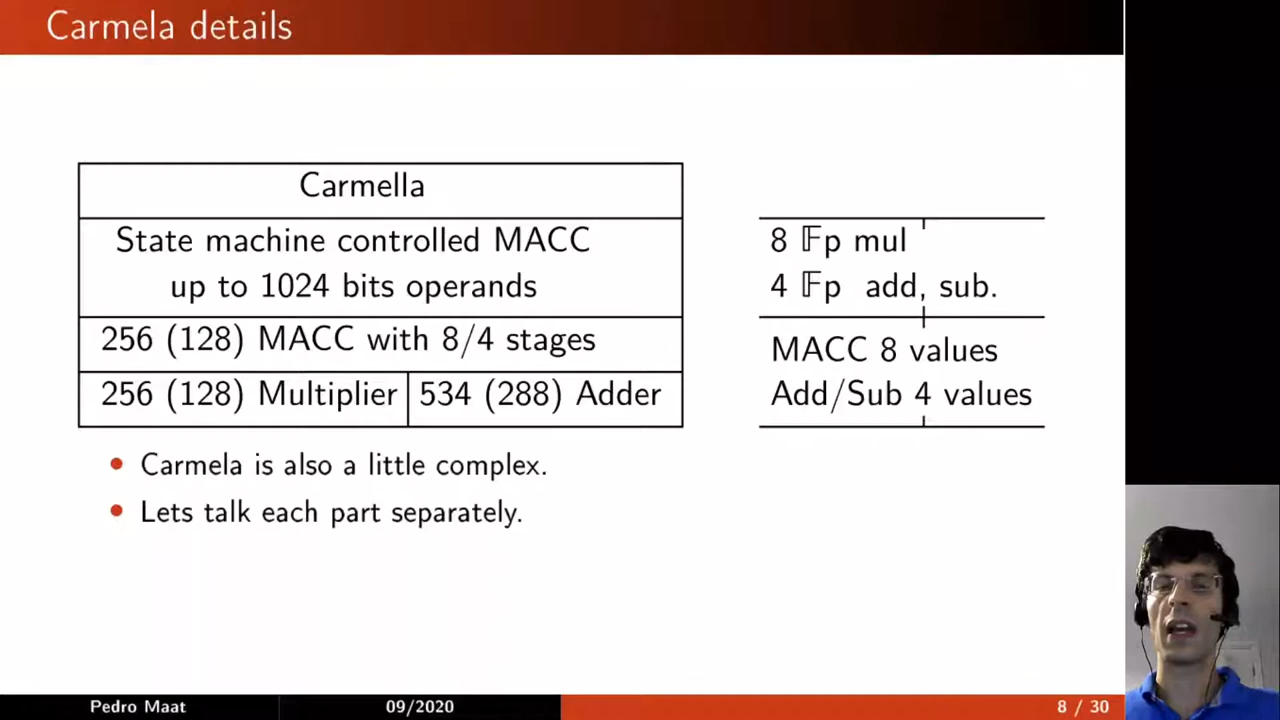 Carmela details
Carmella
State machine controlled MACC
up to 1024 bits operands
256 (128) MACC with 8/4 stages
256 (128) Multiplier
534 (288) Adder
8 𝔽p mul
4 𝔽p add, sub.
MACC 8 values
Add/Sub 4 values
Carmela is also a little complex.
Lets talk each part separately.
Pedro Maat
09/2020
8 / 30